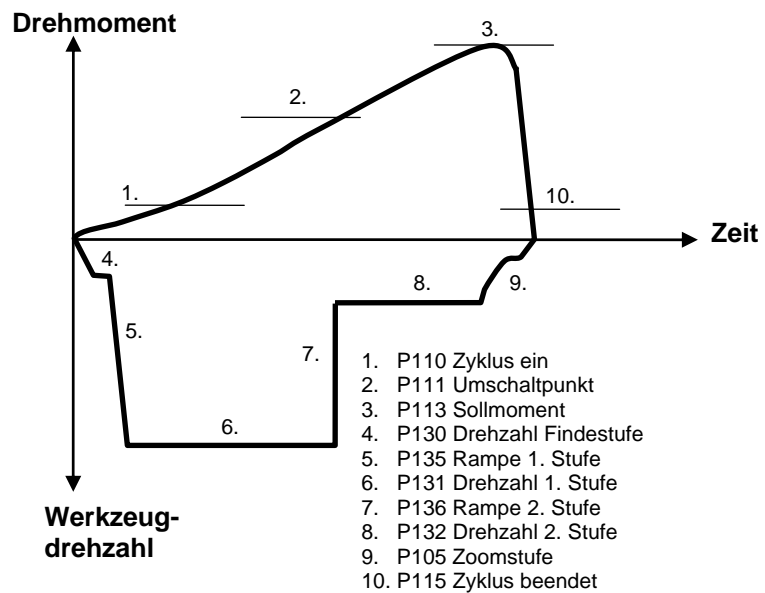 Drehmoment
3.
2.
1.
10.
Zeit
4.
8.
9.
5.
7.
6.
1. P110 Zyklus ein
2. P111 Umschaltpunkt
3. P113 Sollmoment
4. P130 Drehzahl Findestufe
5. P135 Rampe 1. Stufe
6. P131 Drehzahl 1. Stufe
7. P136 Rampe 2. Stufe
8. P132 Drehzahl 2. Stufe
9. P105 Zoomstufe
10. P115 Zyklus beendet
Werkzeug-
drehzahl